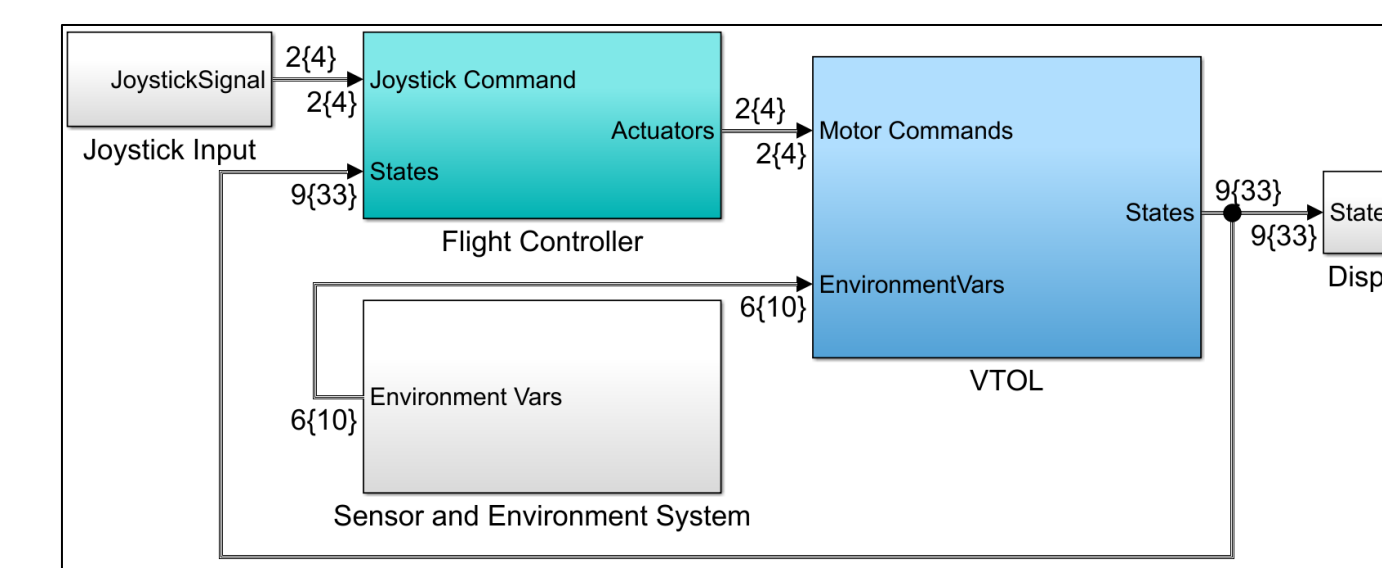 2{4}
JoystickSignal
Joystick Command
2{4}
Joystick Input
Actuators
2{4}
Motor Commands
2{4}
States
9{33}
Flight Controller
States
9{33}
State
9{33}
Disp
EnvironmentVars
6{10}
VTOL
Environment Vars
6{10}
Sensor and Environment System